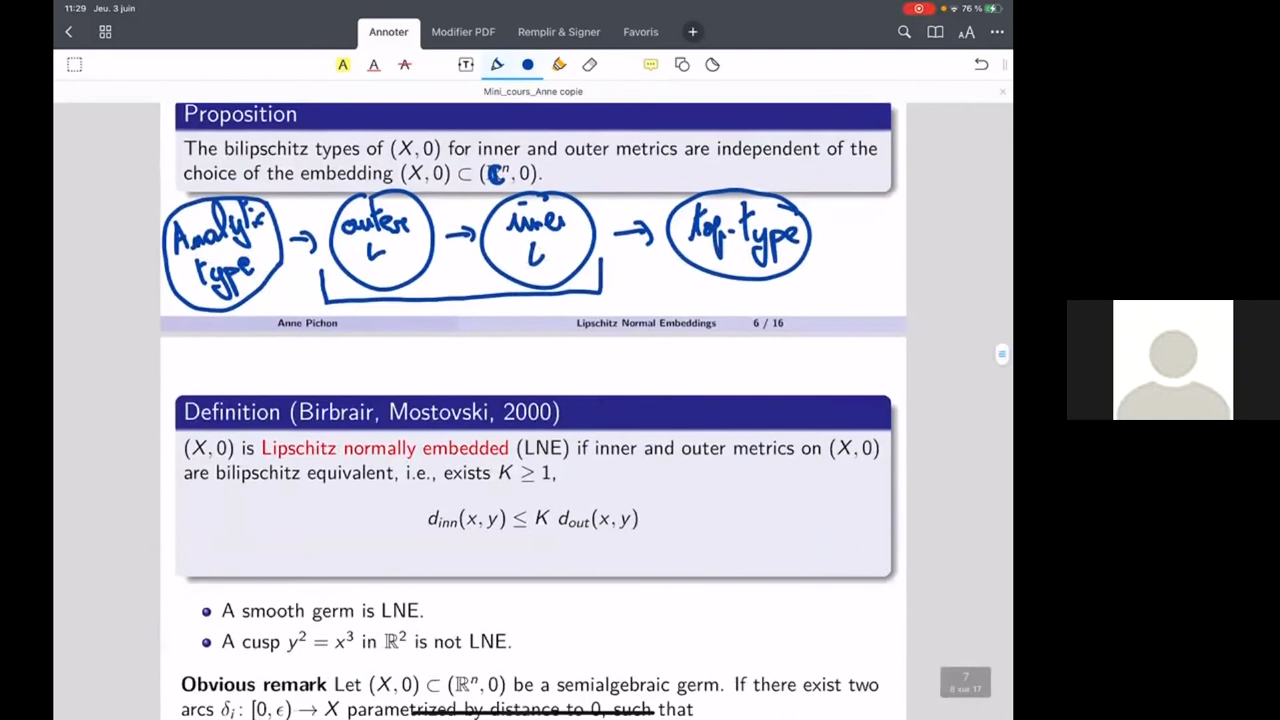 11:29 Jeu. 3 juin
76 %
Annoter Modifier PDF Remplir & Signer Favoris
Mini_cours_Anne copie
Proposition
The bilipschitz types of (X, 0) for inner and outer metrics are independent of the
choice of the embedding (X, 0) ⊂ (ℂⁿ, 0).
Analytic type → outer L → inner L → top. type
Anne Pichon Lipschitz Normal Embeddings 6 / 16
Definition (Birbrair, Mostovski, 2000)
(X, 0) is Lipschitz normally embedded (LNE) if inner and outer metrics on (X, 0)
are bilipschitz equivalent, i.e., exists K ≥ 1,
d_inn(x, y) ≤ K d_out(x, y)
A smooth germ is LNE.
A cusp y² = x³ in ℝ² is not LNE.
Obvious remark Let (X, 0) ⊂ (ℝⁿ, 0) be a semialgebraic germ. If there exist two
arcs δᵢ: [0, ϵ) → X parametrized by distance to 0, such that
7
8 sur 17